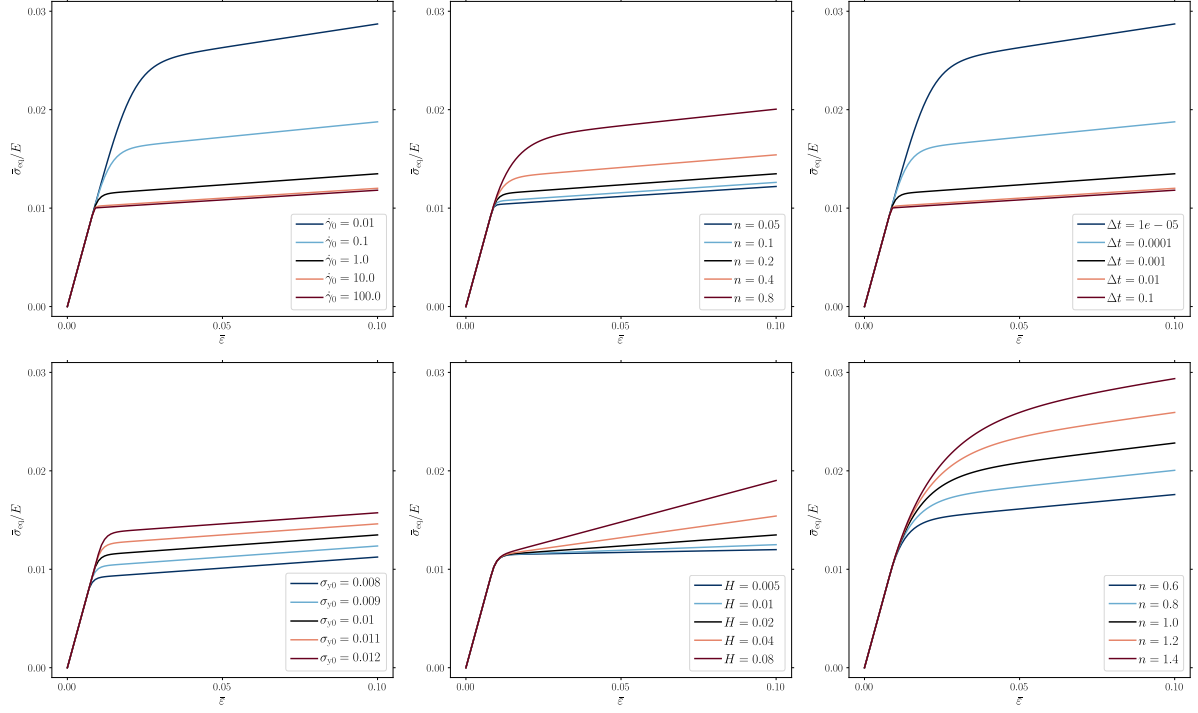 0.03
0.02
0.01
0.00
σ̄eq/E
0.00
0.05
0.10
ε̄
γ̇₀ = 0.01
γ̇₀ = 0.1
γ̇₀ = 1.0
γ̇₀ = 10.0
γ̇₀ = 100.0
0.03
0.02
0.01
0.00
σ̄eq/E
0.00
0.05
0.10
ε̄
n = 0.05
n = 0.1
n = 0.2
n = 0.4
n = 0.8
0.03
0.02
0.01
0.00
σ̄eq/E
0.00
0.05
0.10
ε̄
Δt = 1e − 05
Δt = 0.0001
Δt = 0.001
Δt = 0.01
Δt = 0.1
0.03
0.02
0.01
0.00
σ̄eq/E
0.00
0.05
0.10
ε̄
σy0 = 0.008
σy0 = 0.009
σy0 = 0.01
σy0 = 0.011
σy0 = 0.012
0.03
0.02
0.01
0.00
σ̄eq/E
0.00
0.05
0.10
ε̄
H = 0.005
H = 0.01
H = 0.02
H = 0.04
H = 0.08
0.03
0.02
0.01
0.00
σ̄eq/E
0.00
0.05
0.10
ε̄
n = 0.6
n = 0.8
n = 1.0
n = 1.2
n = 1.4